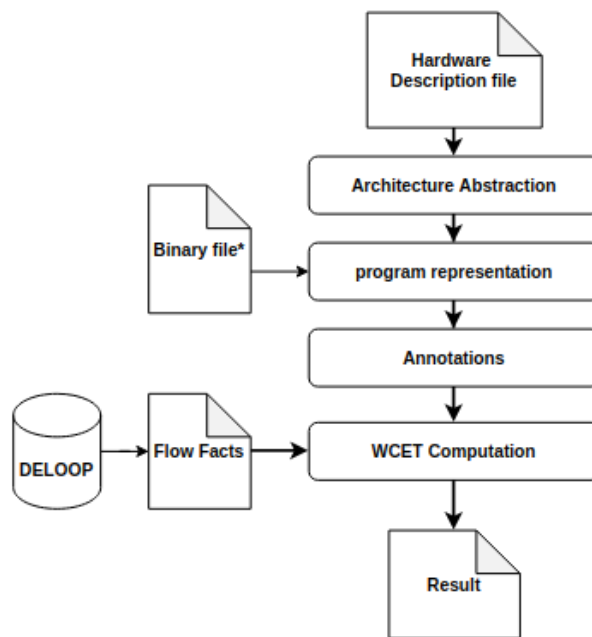 Hardware
Description file
Architecture Abstraction
Binary file*
program representation
Annotations
DELOOP
Flow Facts
WCET Computation
Result